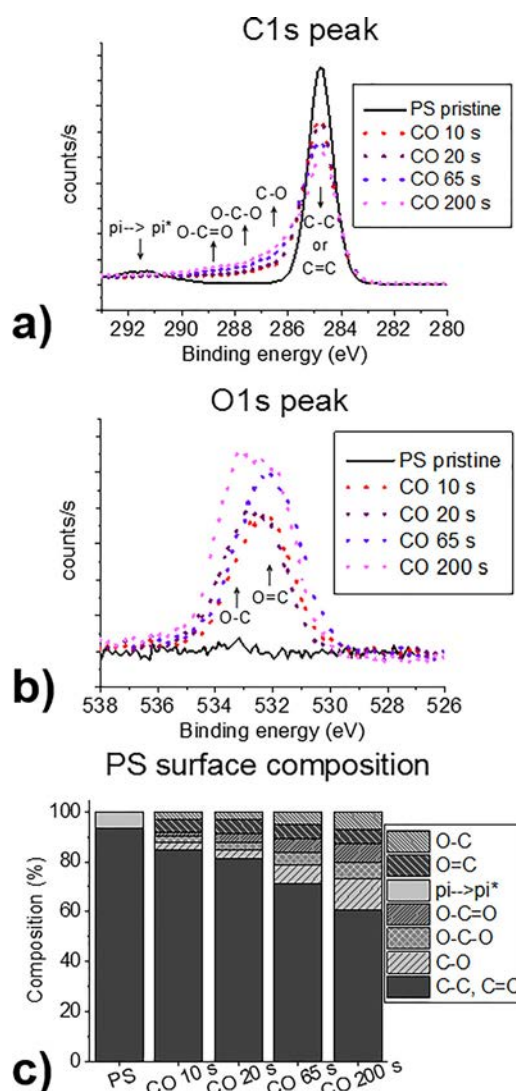 C1s peak
counts/s
PS pristine
CO 10 s
CO 20 s
CO 65 s
CO 200 s
C-O
O-C-O
O-C=O
pi--> pi*
C-C
or
C=C
292 290 288 286 284 282 280
Binding energy (eV)
a)
O1s peak
counts/s
PS pristine
CO 10 s
CO 20 s
CO 65 s
CO 200 s
O-C
O=C
538 536 534 532 530 528 526
Binding energy (eV)
b)
PS surface composition
Composition (%)
100
80
60
40
20
0
O-C
O=C
pi-->pi*
O-C=O
O-C-O
C-O
C-C, C=C
PS CO 10 s CO 20 s CO 65 s CO 200 s
c)